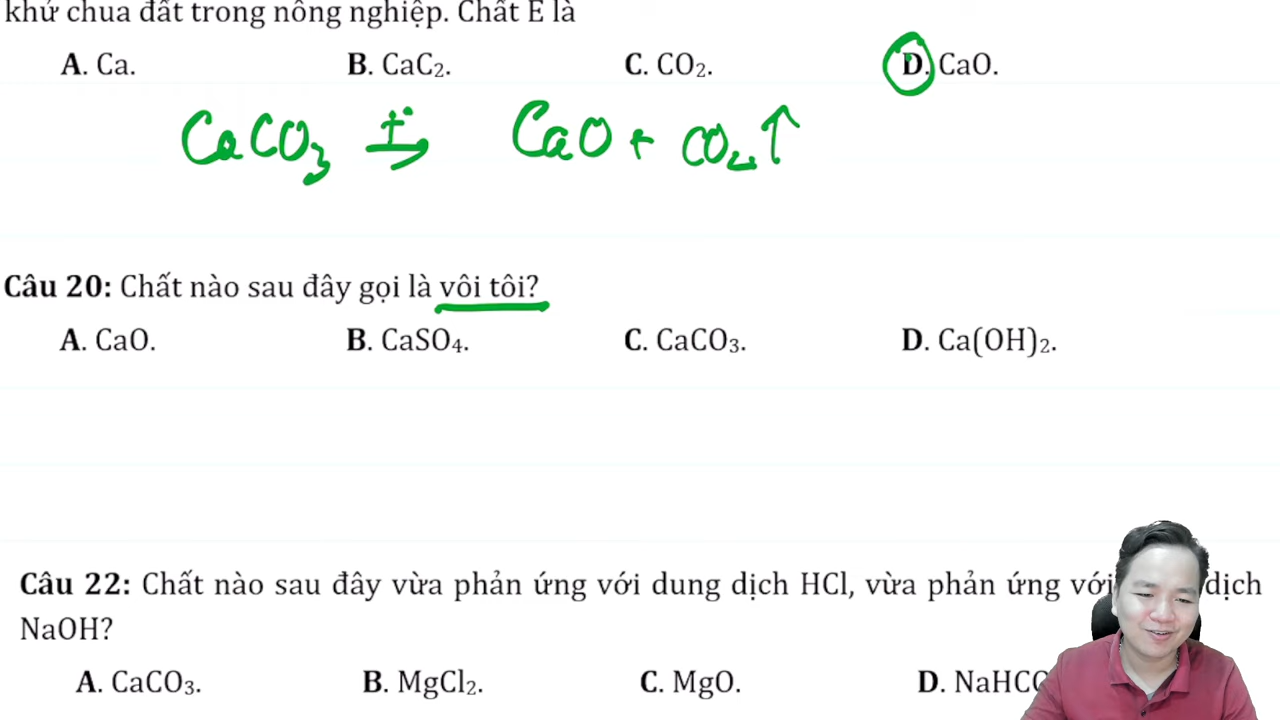 khử chua đất trong nông nghiệp. Chất E là
A. Ca. B. CaC₂. C. CO₂. D. CaO.
CaCO₃ t° → CaO + CO₂ ↑
Câu 20: Chất nào sau đây gọi là vôi tôi?
A. CaO. B. CaSO₄. C. CaCO₃. D. Ca(OH)₂.
Câu 22: Chất nào sau đây vừa phản ứng với dung dịch HCl, vừa phản ứng với dịch
NaOH?
A. CaCO₃. B. MgCl₂. C. MgO. D.